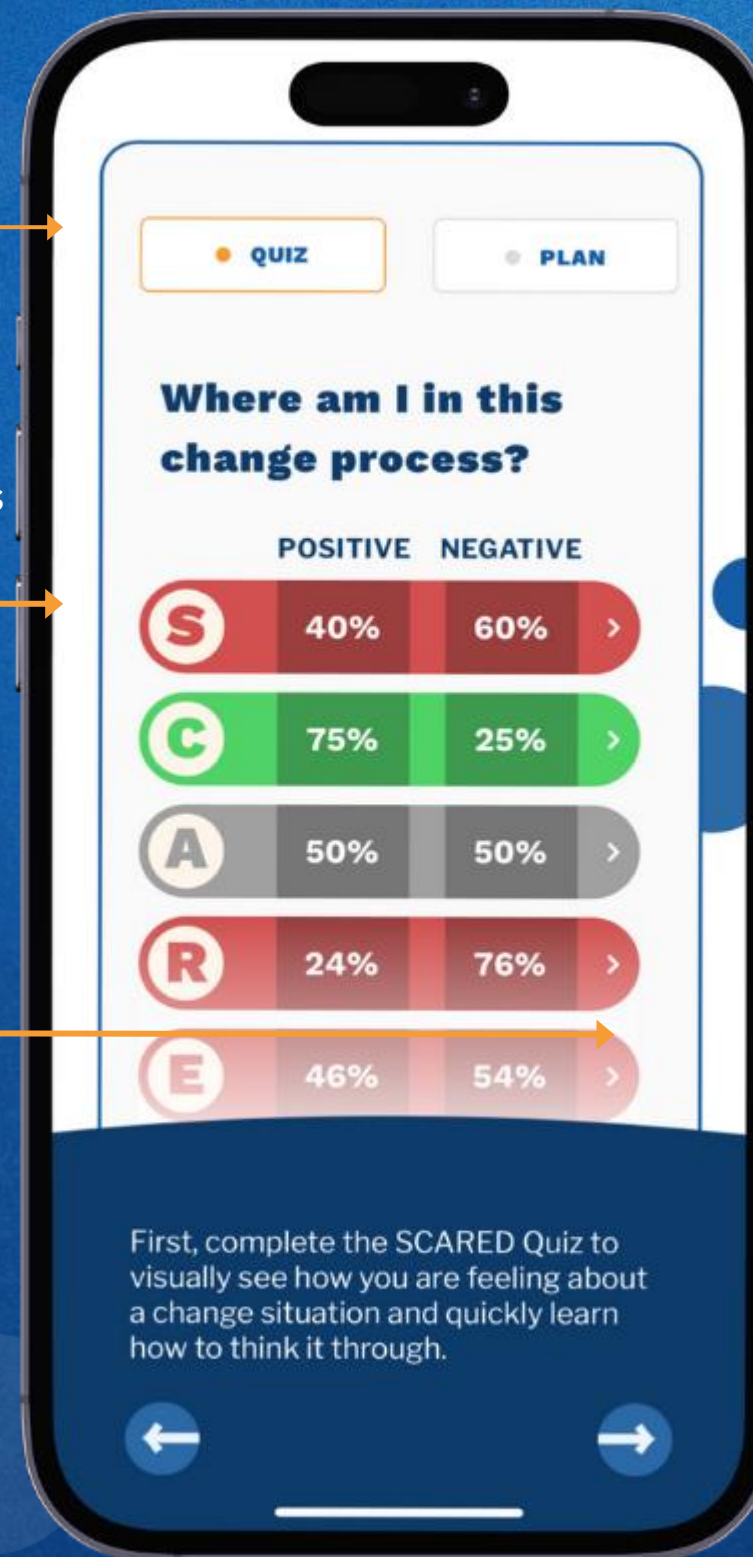 QUIZ
PLAN
Where am I in this
change process?
POSITIVE NEGATIVE
S 40% 60%
C 75% 25%
A 50% 50%
R 24% 76%
E 46% 54%
First, complete the SCARED Quiz to
visually see how you are feeling about
a change situation and quickly learn
how to think it through.